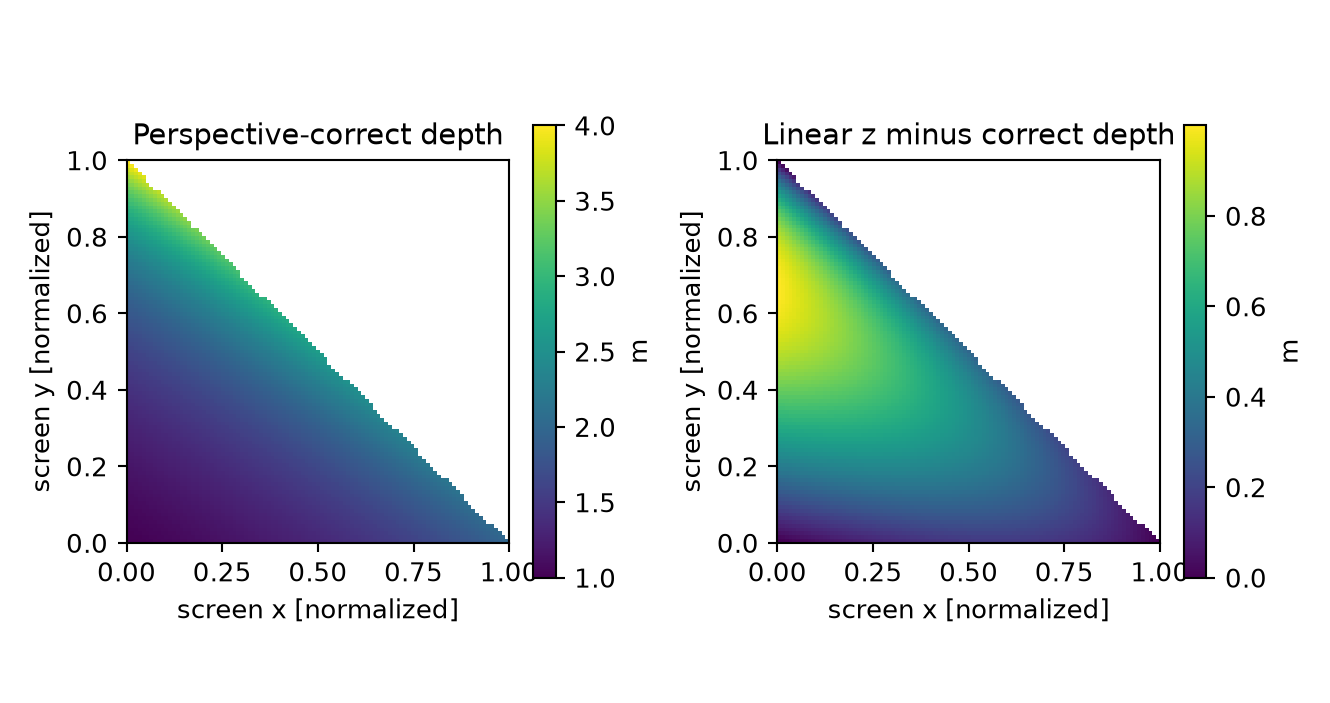 Perspective-correct depth
1.0
0.8
0.6
0.4
0.2
0.0
screen y [normalized]
0.00 0.25 0.50 0.75 1.00
screen x [normalized]
4.0
3.5
3.0
2.5
2.0
1.5
1.0
m
Linear z minus correct depth
1.0
0.8
0.6
0.4
0.2
0.0
screen y [normalized]
0.00 0.25 0.50 0.75 1.00
screen x [normalized]
0.8
0.6
0.4
0.2
0.0
m